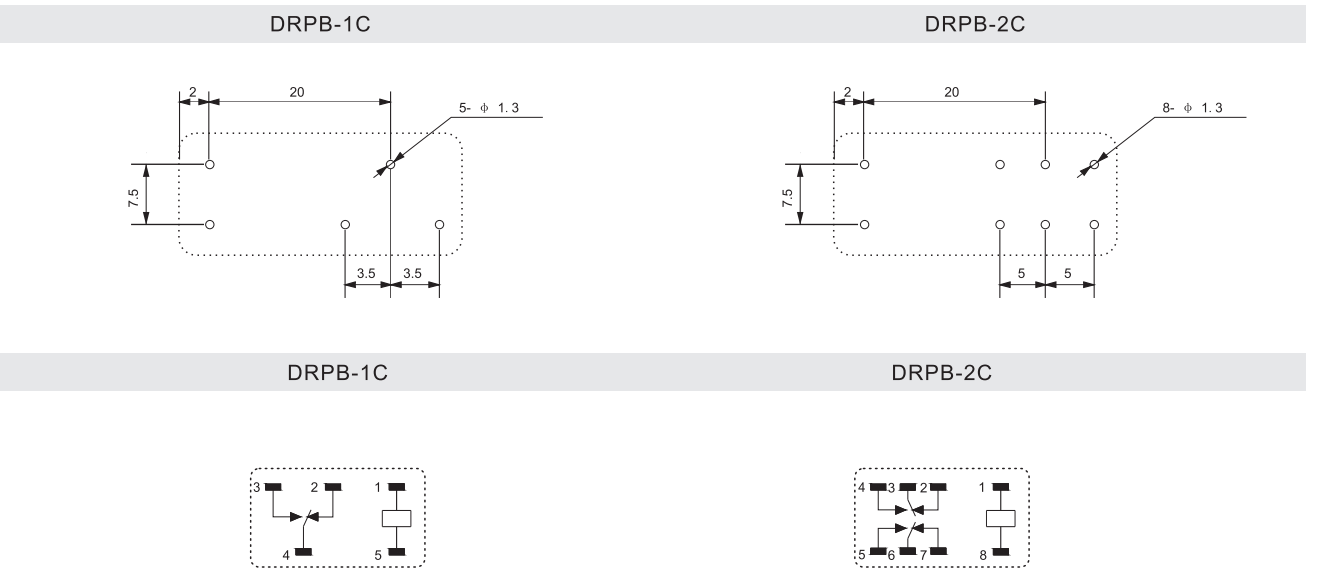 DRPB-1C DRPB-2C
2 20 2 20
5- ф 1. 3 8- ф 1. 3
7.5 7.5
3.5 3.5 5 5
DRPB-1C DRPB-2C
3 2 1 4 3 2 1
4 5 5 6 7 8